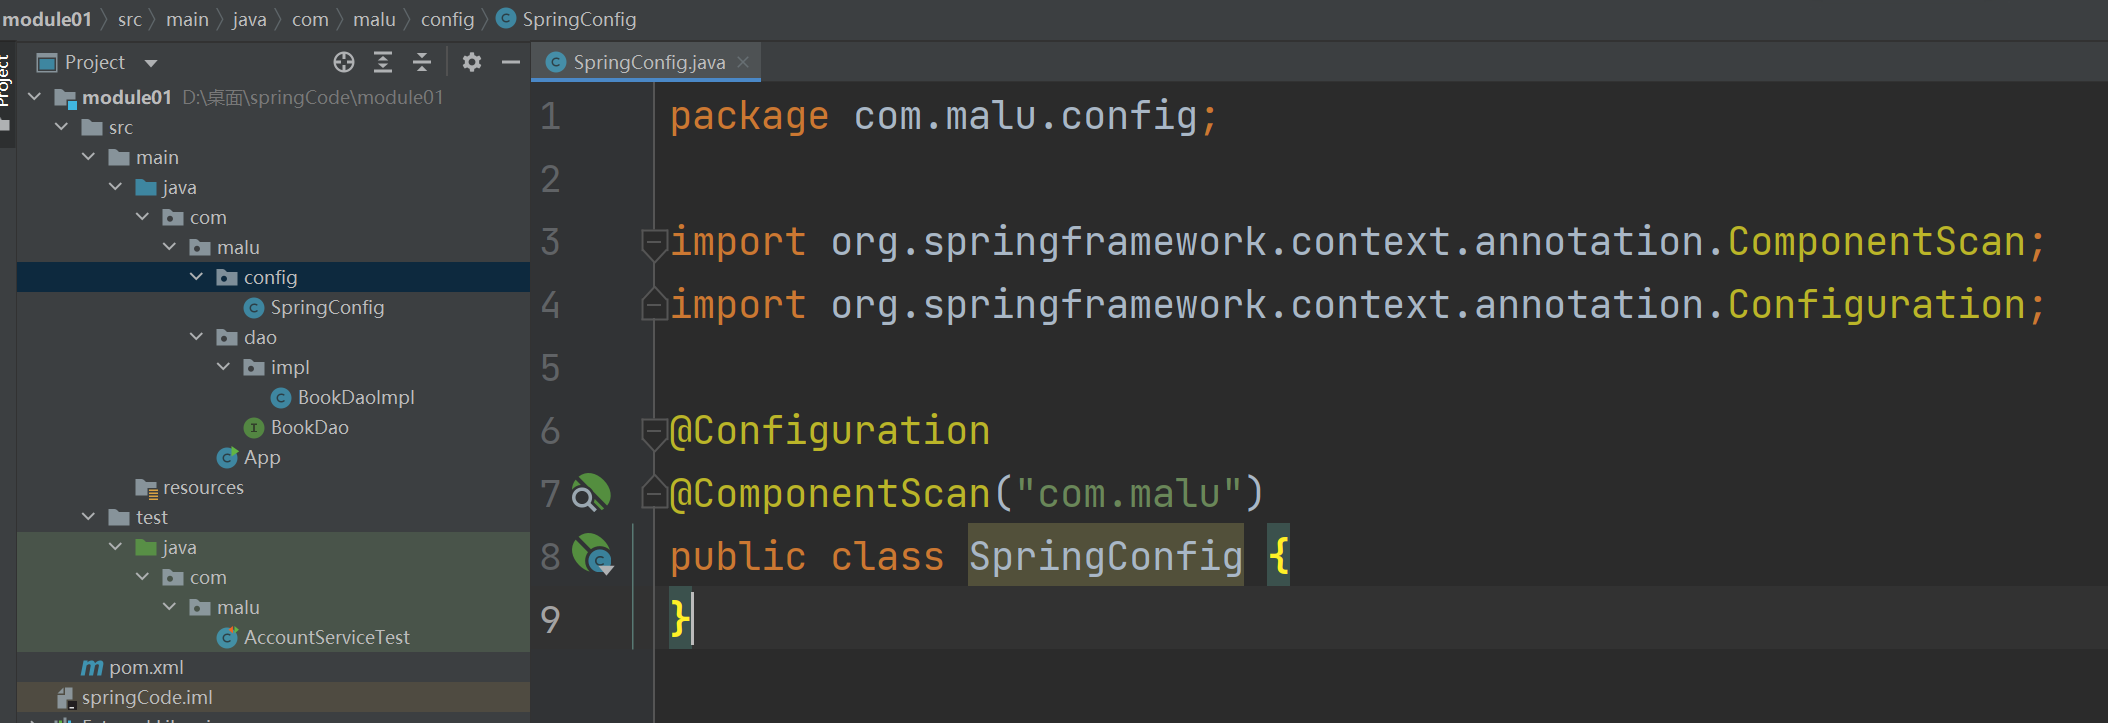 module01 > src > main > java > com > malu > config > SpringConfig
Project
Project
module01 D:\桌面\springCode\module01
src
main
java
com
malu
config
SpringConfig
dao
impl
BookDaoImpl
BookDao
App
resources
test
java
com
malu
AccountServiceTest
pom.xml
springCode.iml
SpringConfig.java
1 package com.malu.config;
2
3 import org.springframework.context.annotation.ComponentScan;
4 import org.springframework.context.annotation.Configuration;
5
6 @Configuration
7 @ComponentScan("com.malu")
8 public class SpringConfig {
9 }